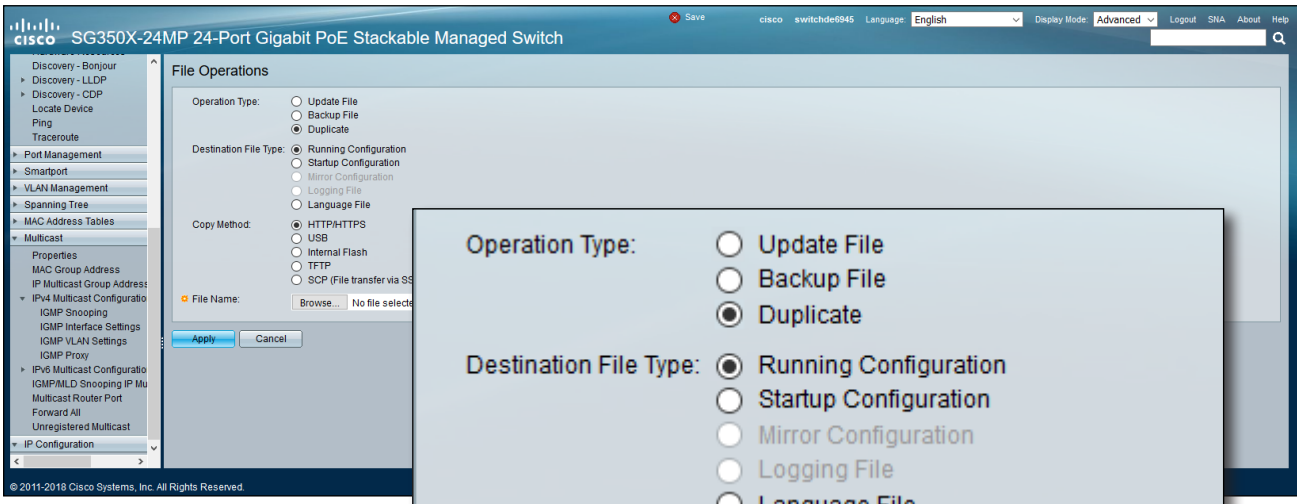 Save cisco switchde6945 Language: English Display Mode: Advanced Logout SNA About Help
CISCO SG350X-24MP 24-Port Gigabit PoE Stackable Managed Switch
Discovery - Bonjour
Discovery - LLDP
Discovery - CDP
Locate Device
Ping
Traceroute
Port Management
Smartport
VLAN Management
Spanning Tree
MAC Address Tables
Multicast
Properties
MAC Group Address
IP Multicast Group Address
IPv4 Multicast Configuratio
IGMP Snooping
IGMP Interface Settings
IGMP VLAN Settings
IGMP Proxy
IPv6 Multicast Configuratio
IGMP/MLD Snooping IP Mu
Multicast Router Port
Forward All
Unregistered Multicast
IP Configuration
File Operations
Operation Type: Update File
Backup File
Duplicate
Destination File Type: Running Configuration
Startup Configuration
Mirror Configuration
Logging File
Language File
Copy Method: HTTP/HTTPS
USB
Internal Flash
TFTP
SCP (File transfer via SS
File Name: Browse... No file selecte
Apply Cancel
Operation Type: Update File
Backup File
Duplicate
Destination File Type: Running Configuration
Startup Configuration
Mirror Configuration
Logging File
Language File
© 2011-2018 Cisco Systems, Inc. All Rights Reserved.